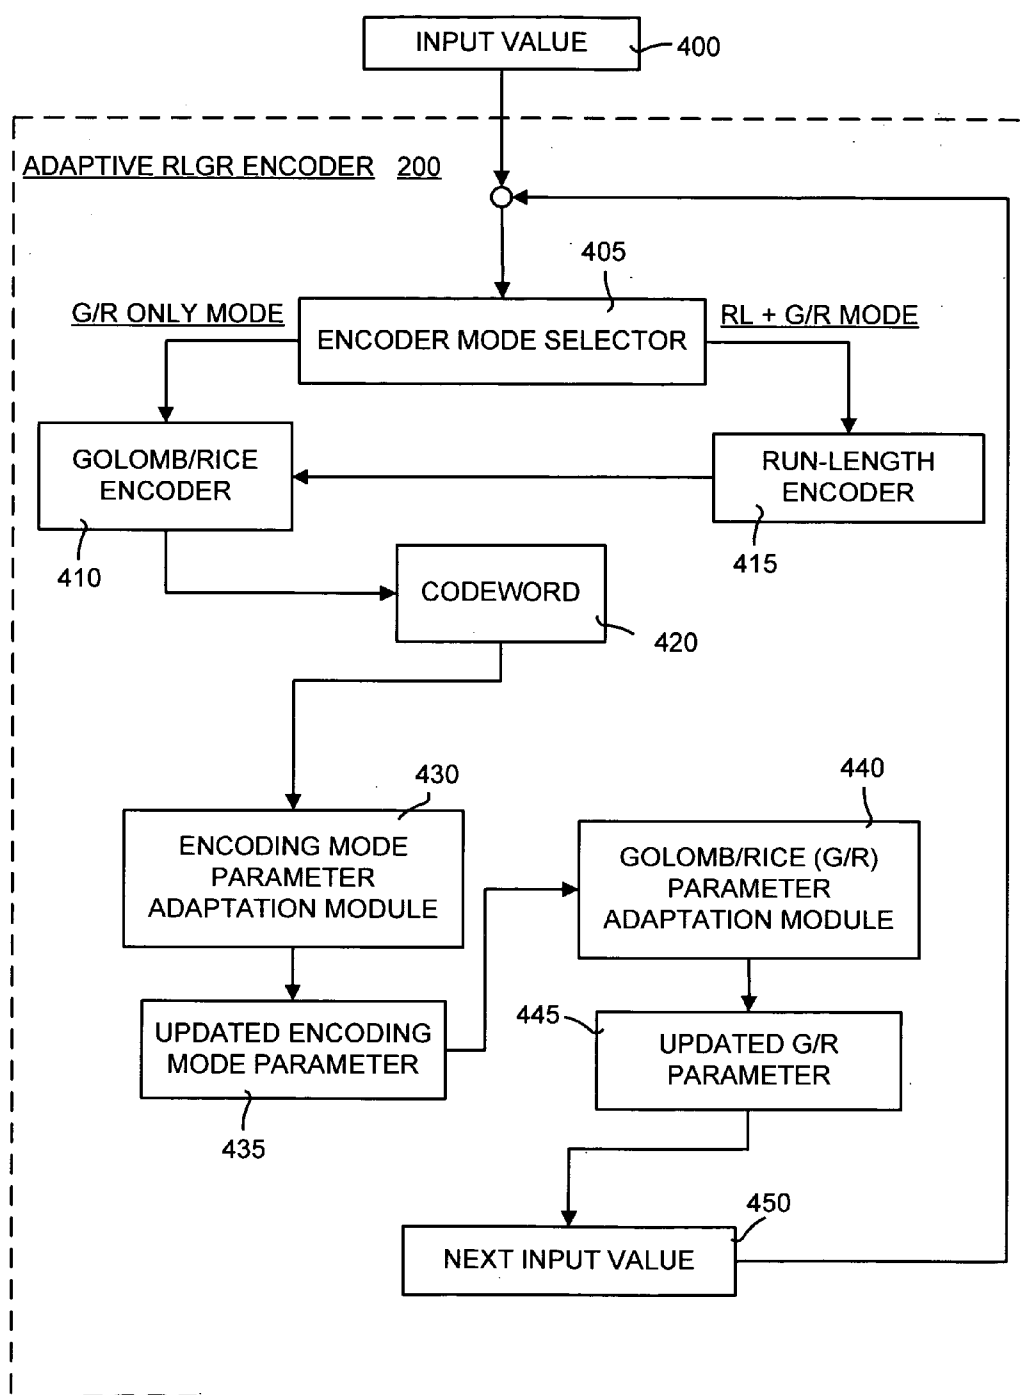 INPUT VALUE
400
ADAPTIVE RLGR ENCODER 200
405
G/R ONLY MODE
RL + G/R MODE
ENCODER MODE SELECTOR
GOLOMB/RICE
ENCODER
RUN-LENGTH
ENCODER
410
415
CODEWORD
420
430
440
ENCODING MODE
PARAMETER
ADAPTATION MODULE
GOLOMB/RICE (G/R)
PARAMETER
ADAPTATION MODULE
445
UPDATED ENCODING
MODE PARAMETER
UPDATED G/R
PARAMETER
435
450
NEXT INPUT VALUE